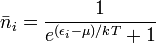 n̄ᵢ = 1 / (e^{(ϵᵢ−μ)/kT} + 1)